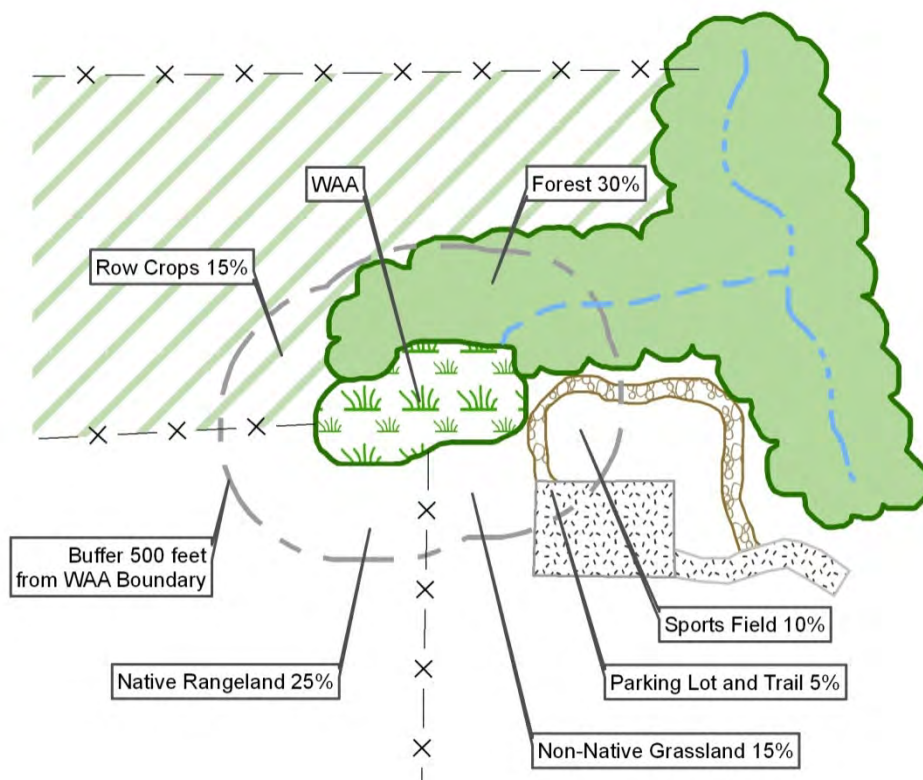 WAA
Forest 30%
Row Crops 15%
Buffer 500 feet
from WAA Boundary
Sports Field 10%
Native Rangeland 25%
Parking Lot and Trail 5%
Non-Native Grassland 15%